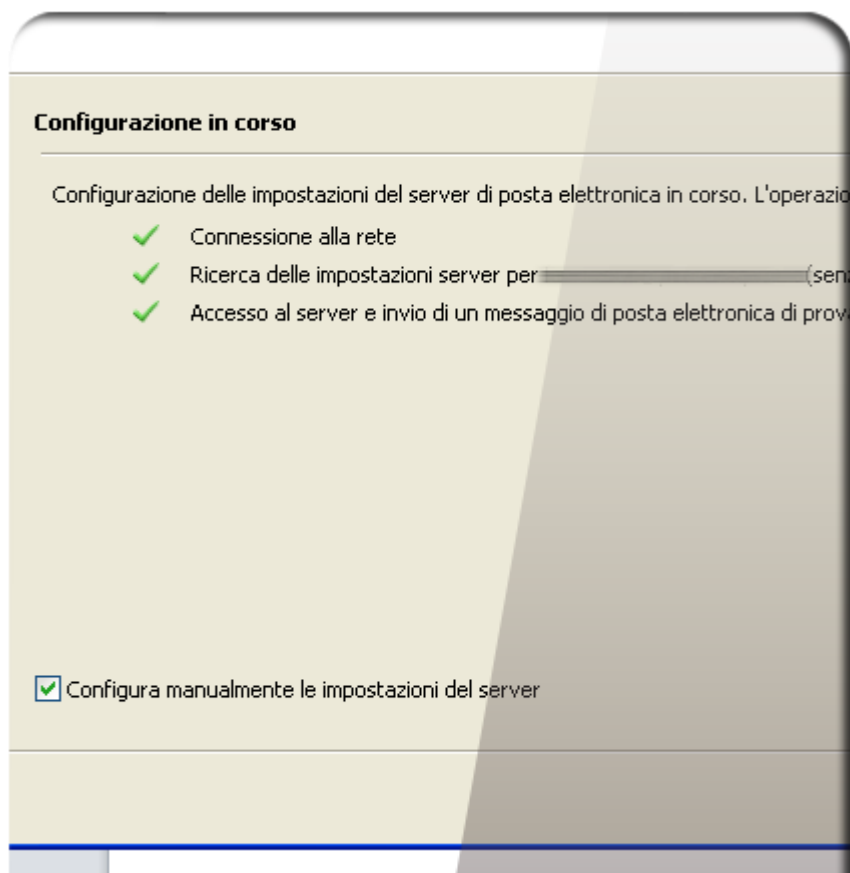 Configurazione in corso
Configurazione delle impostazioni del server di posta elettronica in corso. L'operazio
Connessione alla rete
Ricerca delle impostazioni server per (sen
Accesso al server e invio di un messaggio di posta elettronica di prov
Configura manualmente le impostazioni del server